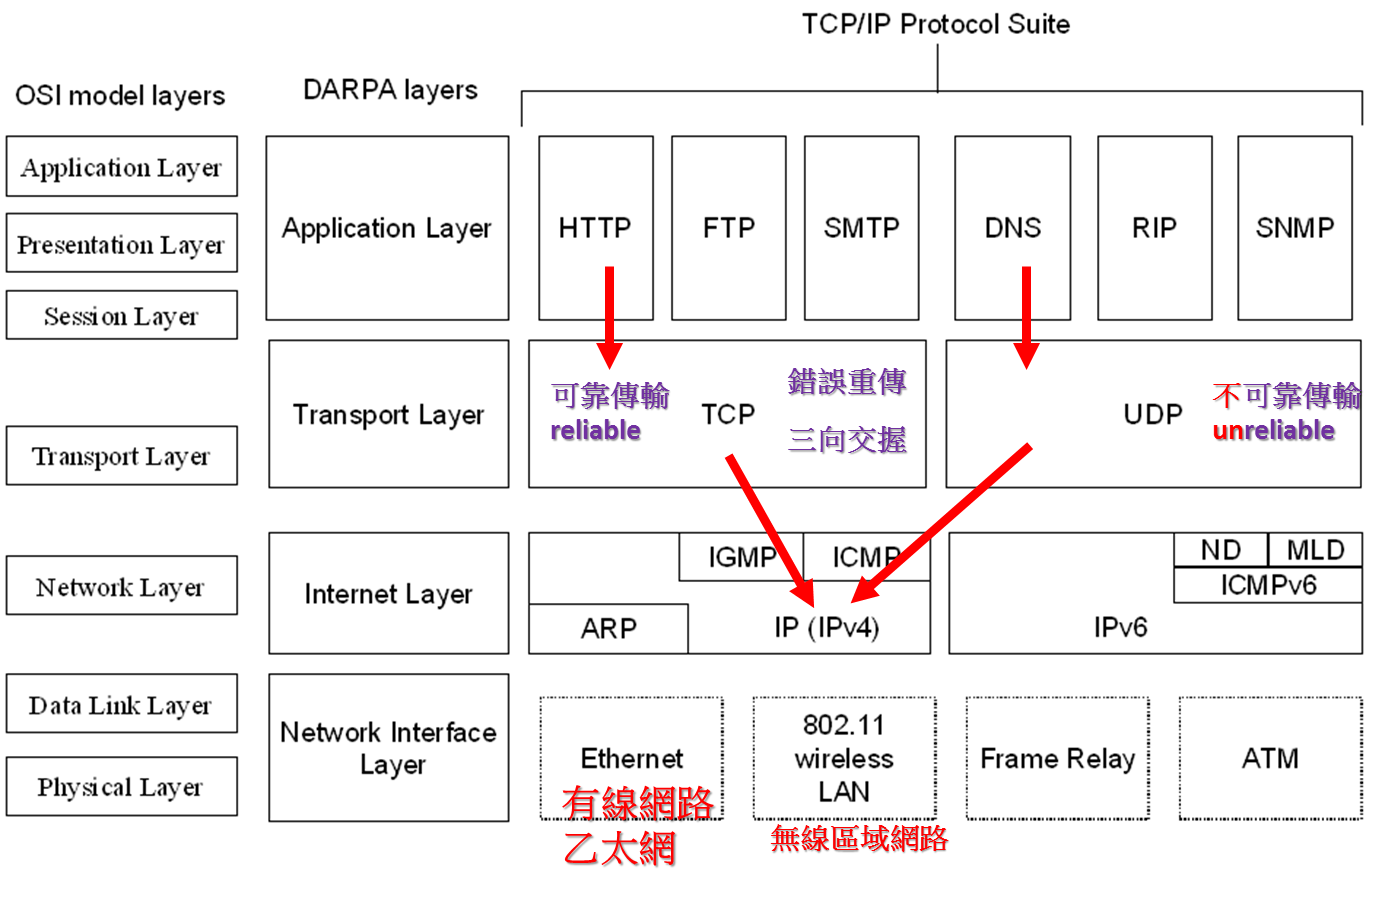 TCP/IP Protocol Suite
OSI model layers
DARPA layers
Application Layer
Presentation Layer
Session Layer
Transport Layer
Network Layer
Data Link Layer
Physical Layer
Application Layer
Transport Layer
Internet Layer
Network Interface
Layer
HTTP
FTP
SMTP
DNS
RIP
SNMP
可靠傳輸
reliable
TCP
錯誤重傳
三向交握
UDP
不可靠傳輸
unreliable
IGMP
ICMP
ARP
IP (IPv4)
ND
MLD
ICMPv6
IPv6
Ethernet
有線網路
乙太網
802.11
wireless
LAN
無線區域網路
Frame Relay
ATM